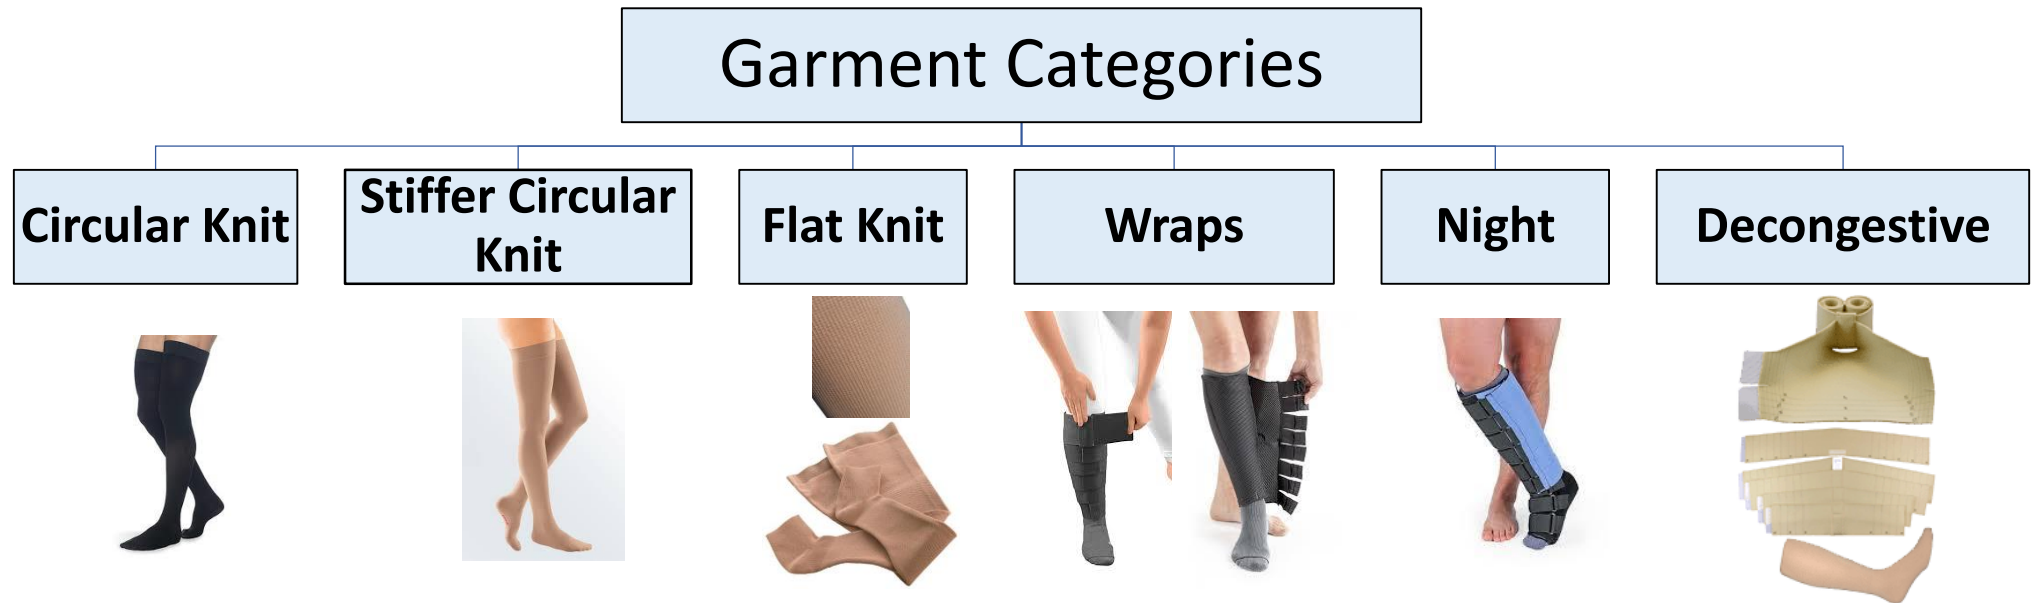 Garment Categories
Circular Knit
Stiffer Circular
Knit
Flat Knit
Wraps
Night
Decongestive